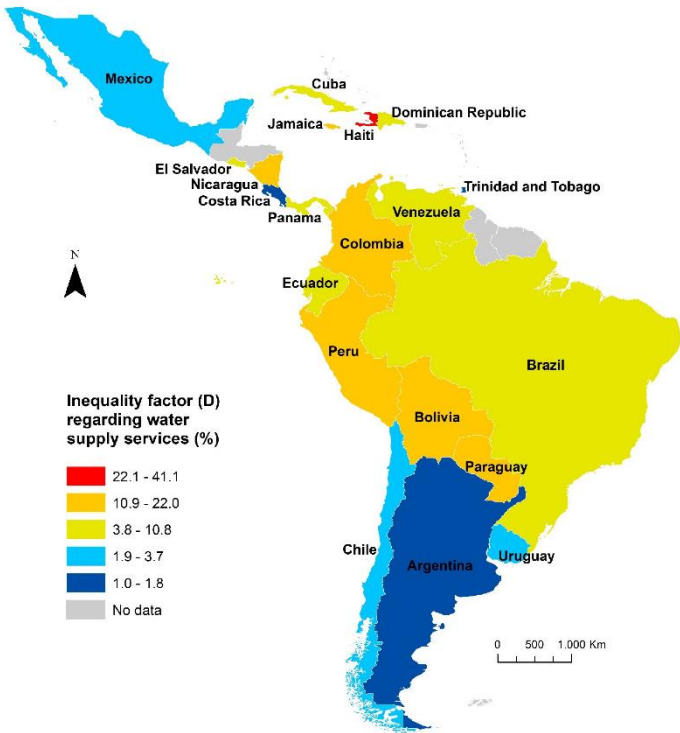 Mexico
Cuba
Dominican Republic
Jamaica
Haiti
El Salvador
Nicaragua
Costa Rica
Panama
Trinidad and Tobago
Venezuela
Colombia
N
Ecuador
Peru
Brazil
Bolivia
Paraguay
Chile
Argentina
Uruguay
Inequality factor (D)
regarding water
supply services (%)
22.1 - 41.1
10.9 - 22.0
3.8 - 10.8
1.9 - 3.7
1.0 - 1.8
No data
0 500 1.000 Km